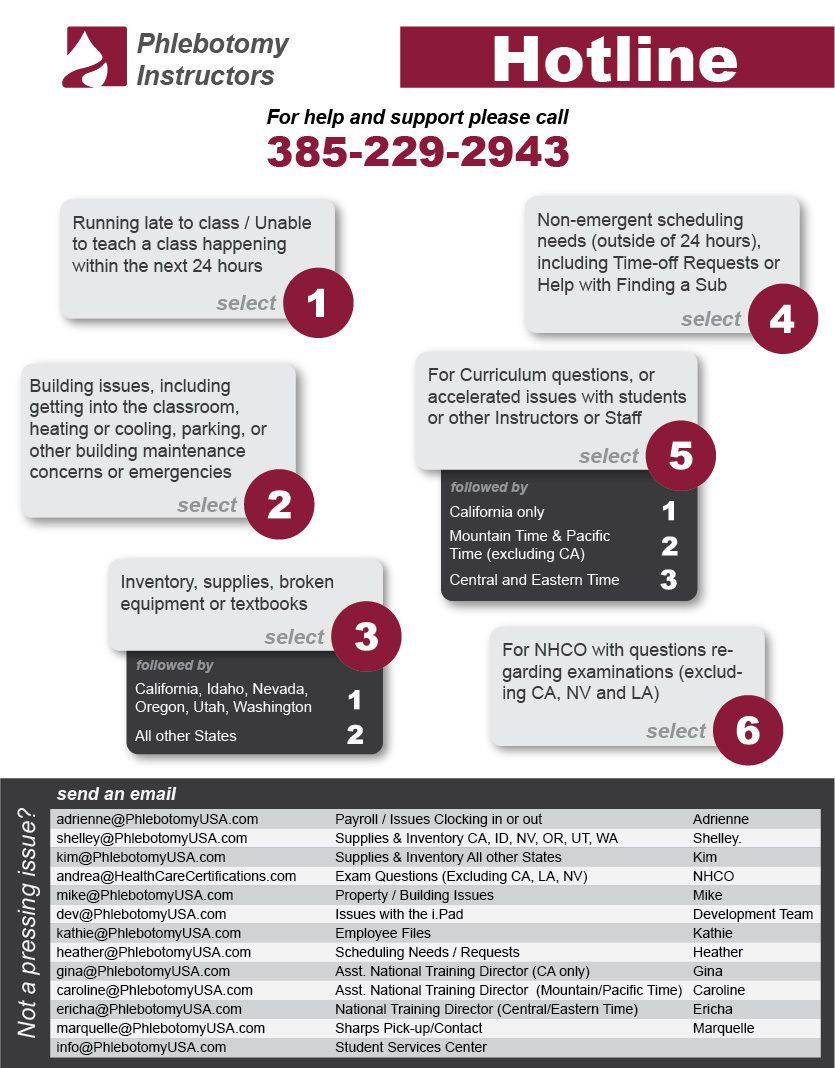 Phlebotomy
Instructors
Hotline
For help and support please call
385-229-2943
Running late to class / Unable
to teach a class happening
within the next 24 hours
select 1
Building issues, including
getting into the classroom,
heating or cooling, parking, or
other building maintenance
concerns or emergencies
select 2
Inventory, supplies, broken
equipment or textbooks
select 3
followed by
California, Idaho, Nevada,
Oregon, Utah, Washington 1
All other States 2
Non-emergent scheduling
needs (outside of 24 hours),
including Time-off Requests or
Help with Finding a Sub
select 4
For Curriculum questions, or
accelerated issues with students
or other Instructors or Staff
select 5
followed by
California only 1
Mountain Time & Pacific
Time (excluding CA) 2
Central and Eastern Time 3
For NHCO with questions re-
garding examinations (exclud-
ing CA, NV and LA)
select 6
Not a pressing issue?
send an email
adrienne@PhlebotomyUSA.com Payroll / Issues Clocking in or out Adrienne
shelley@PhlebotomyUSA.com Supplies & Inventory CA, ID, NV, OR, UT, WA Shelley.
kim@PhlebotomyUSA.com Supplies & Inventory All other States Kim
andrea@HealthCareCertifications.com Exam Questions (Excluding CA, LA, NV) NHCO
mike@PhlebotomyUSA.com Property / Building Issues Mike
dev@PhlebotomyUSA.com Issues with the i.Pad Development Team
kathie@PhlebotomyUSA.com Employee Files Kathie
heather@PhlebotomyUSA.com Scheduling Needs / Requests Heather
gina@PhlebotomyUSA.com Asst. National Training Director (CA only) Gina
caroline@PhlebotomyUSA.com Asst. National Training Director (Mountain/Pacific Time) Caroline
ericha@PhlebotomyUSA.com National Training Director (Central/Eastern Time) Ericha
marquelle@PhlebotomyUSA.com Sharps Pick-up/Contact Marquelle
info@PhlebotomyUSA.com Student Services Center